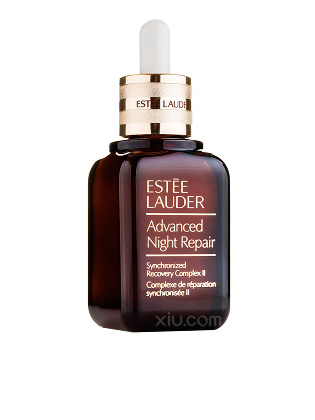 ESTĒE LAUDER
ESTĒE
LAUDER
Advanced
Night Repair
Synchronized
Recovery Complex II
Complexe de réparation
synchronisée II
xiu.com